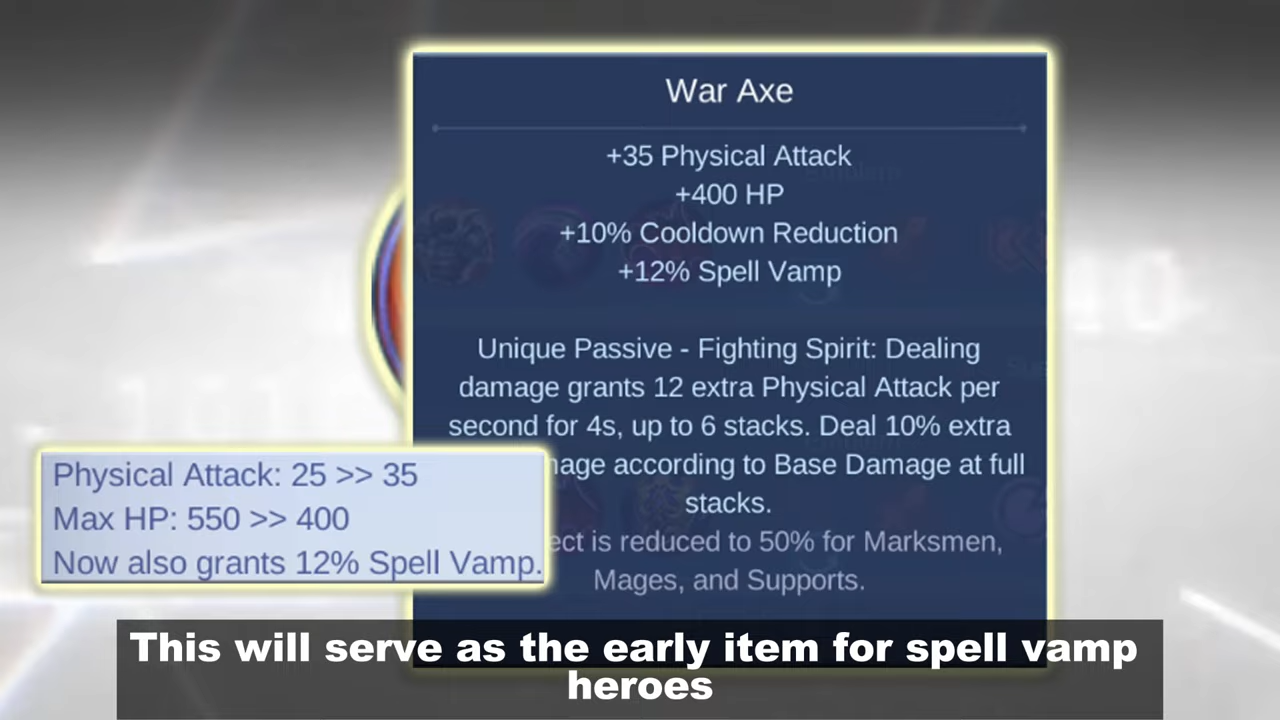 War Axe
+35 Physical Attack
+400 HP
+10% Cooldown Reduction
+12% Spell Vamp
Unique Passive - Fighting Spirit: Dealing
damage grants 12 extra Physical Attack per
second for 4s, up to 6 stacks. Deal 10% extra
according to Base Damage at full
stacks.
is reduced to 50% for Marksmen,
Mages, and Supports.
Physical Attack: 25 >> 35
Max HP: 550 >> 400
Now also grants 12% Spell Vamp.
This will serve as the early item for spell vamp
heroes